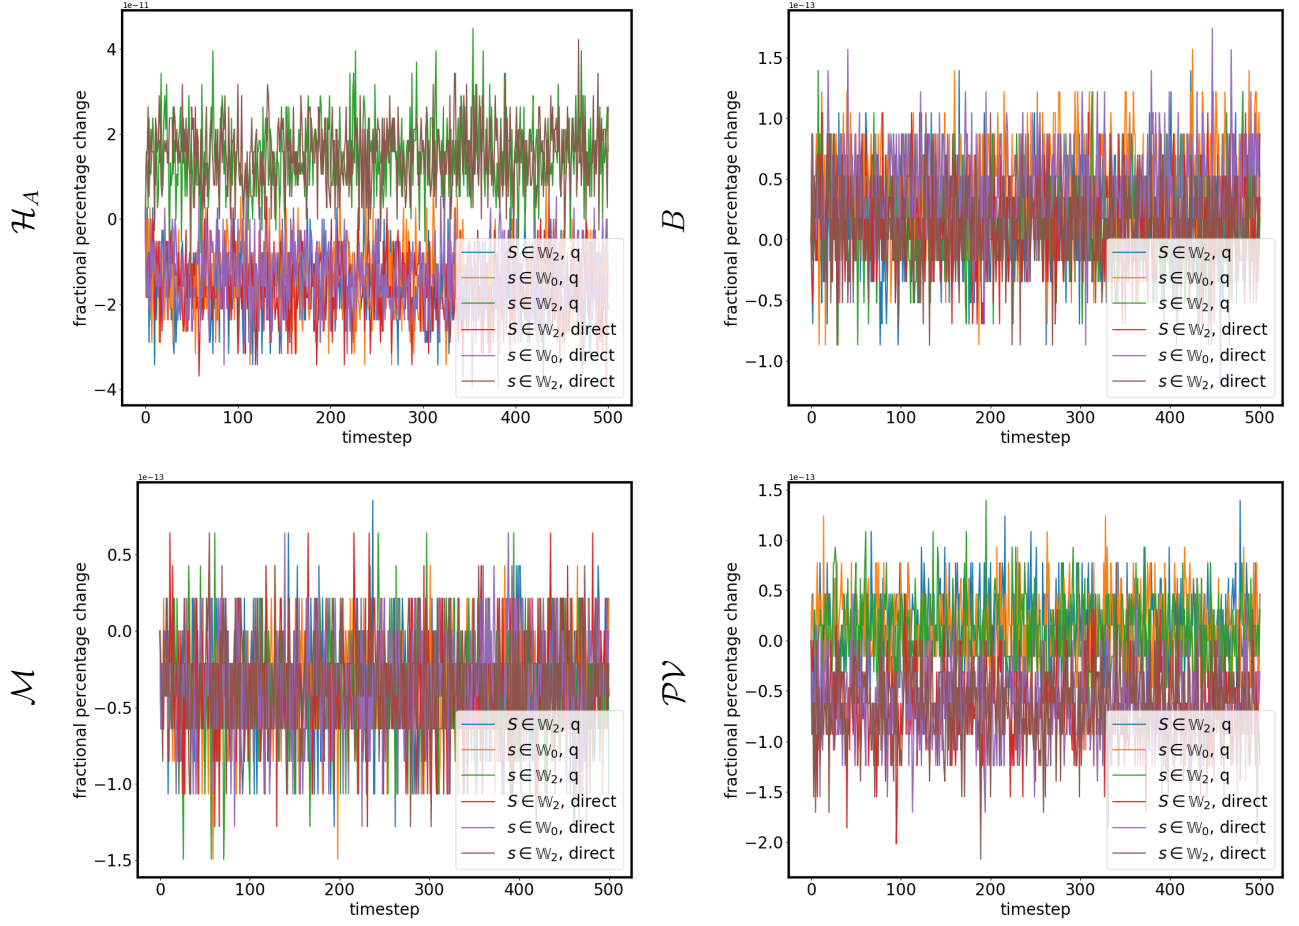 1e−11
4
2
0
−2
−4
fractional percentage change
ℋ_A
S ∈ 𝕎₂, q
s ∈ 𝕎₀, q
s ∈ 𝕎₂, q
S ∈ 𝕎₂, direct
s ∈ 𝕎₀, direct
s ∈ 𝕎₂, direct
0 100 200 300 400 500
timestep
1e−13
1.5
1.0
0.5
0.0
−0.5
−1.0
fractional percentage change
B
S ∈ 𝕎₂, q
s ∈ 𝕎₀, q
s ∈ 𝕎₂, q
S ∈ 𝕎₂, direct
s ∈ 𝕎₀, direct
s ∈ 𝕎₂, direct
0 100 200 300 400 500
timestep
1e−13
0.5
0.0
−0.5
−1.0
−1.5
fractional percentage change
ℳ
S ∈ 𝕎₂, q
s ∈ 𝕎₀, q
s ∈ 𝕎₂, q
S ∈ 𝕎₂, direct
s ∈ 𝕎₀, direct
s ∈ 𝕎₂, direct
0 100 200 300 400 500
timestep
1e−13
1.5
1.0
0.5
0.0
−0.5
−1.0
−1.5
−2.0
fractional percentage change
𝒫𝒱
S ∈ 𝕎₂, q
s ∈ 𝕎₀, q
s ∈ 𝕎₂, q
S ∈ 𝕎₂, direct
s ∈ 𝕎₀, direct
s ∈ 𝕎₂, direct
0 100 200 300 400 500
timestep